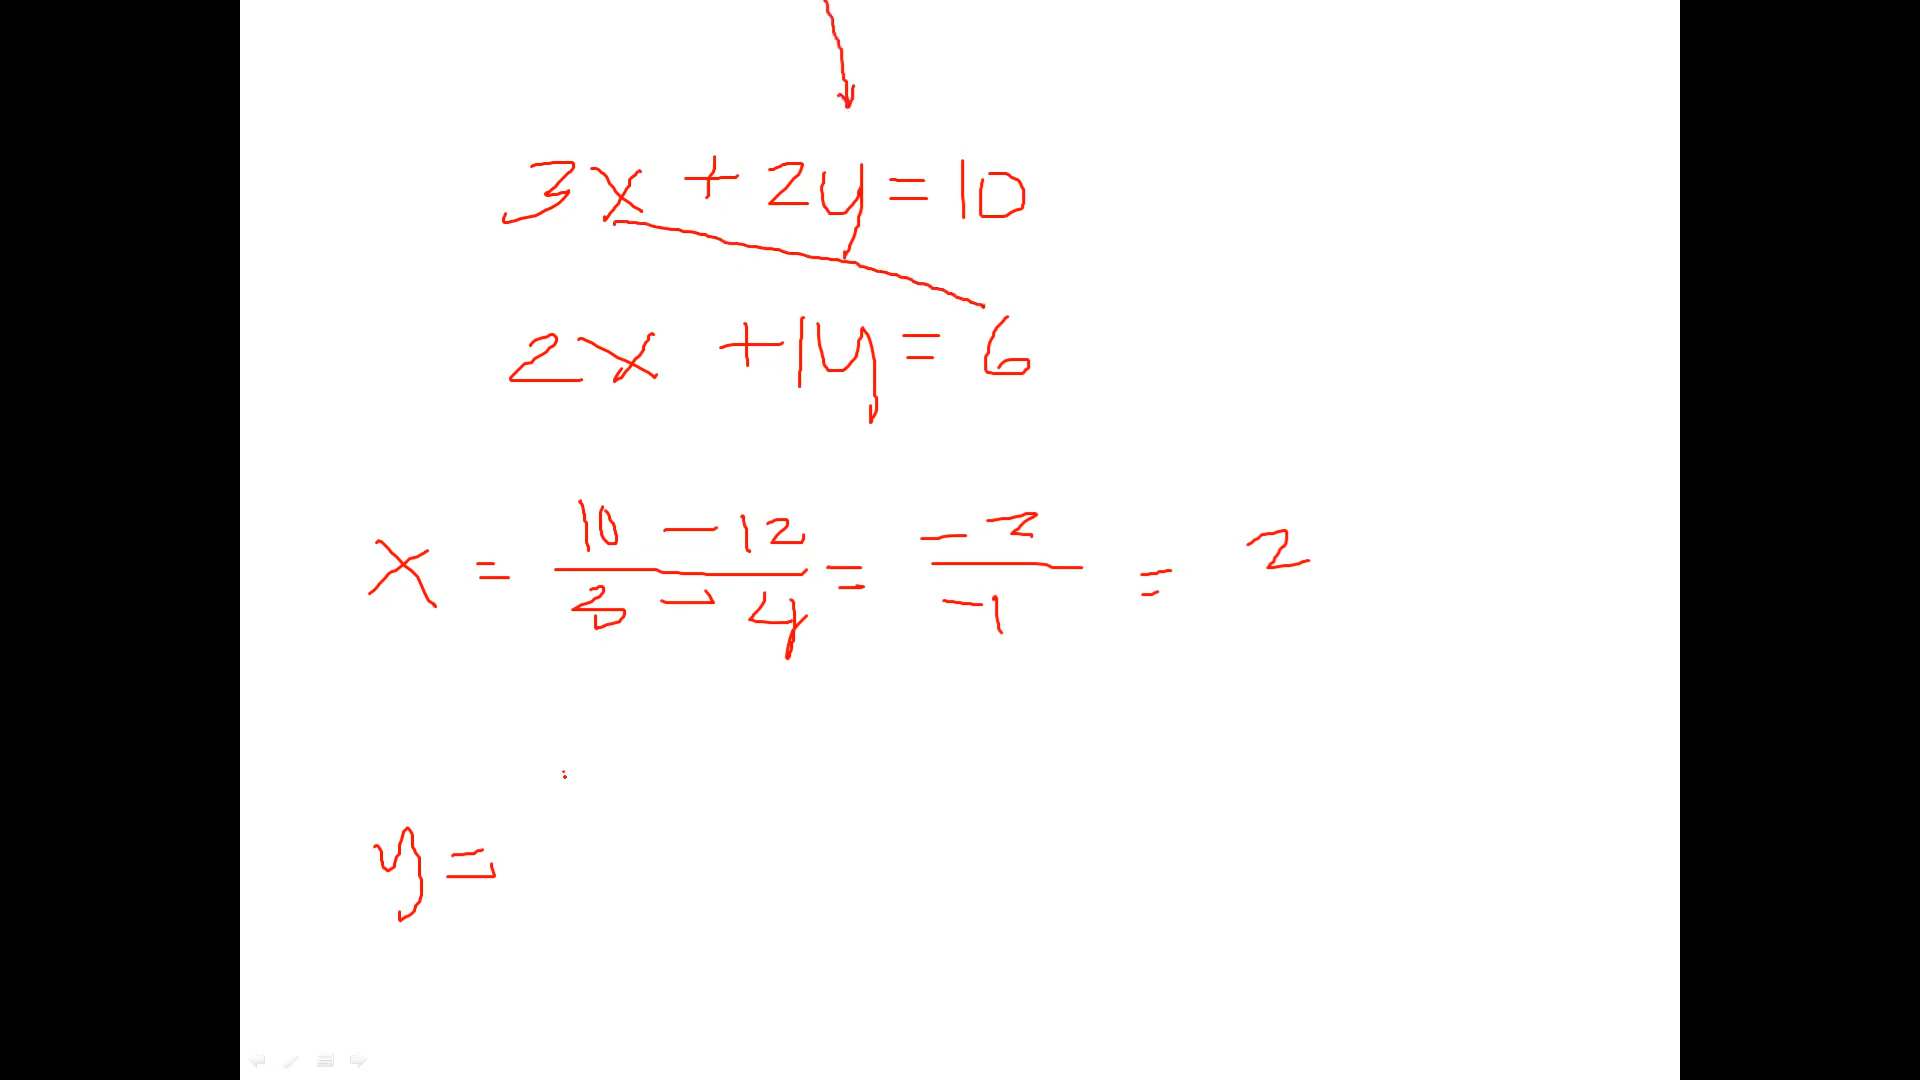 3x + 2y = 10
2x + 1y = 6
x = 10 - 12 / 3 - 4 = -2 / -1 = 2
y =